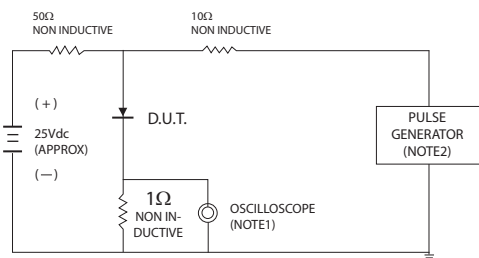 50Ω
NON INDUCTIVE
10Ω
NON INDUCTIVE
(+)
25Vdc
(APPROX)
(—)
D.U.T.
1Ω
NON IN-
DUCTIVE
OSCILLOSCOPE
(NOTE1)
PULSE
GENERATOR
(NOTE2)